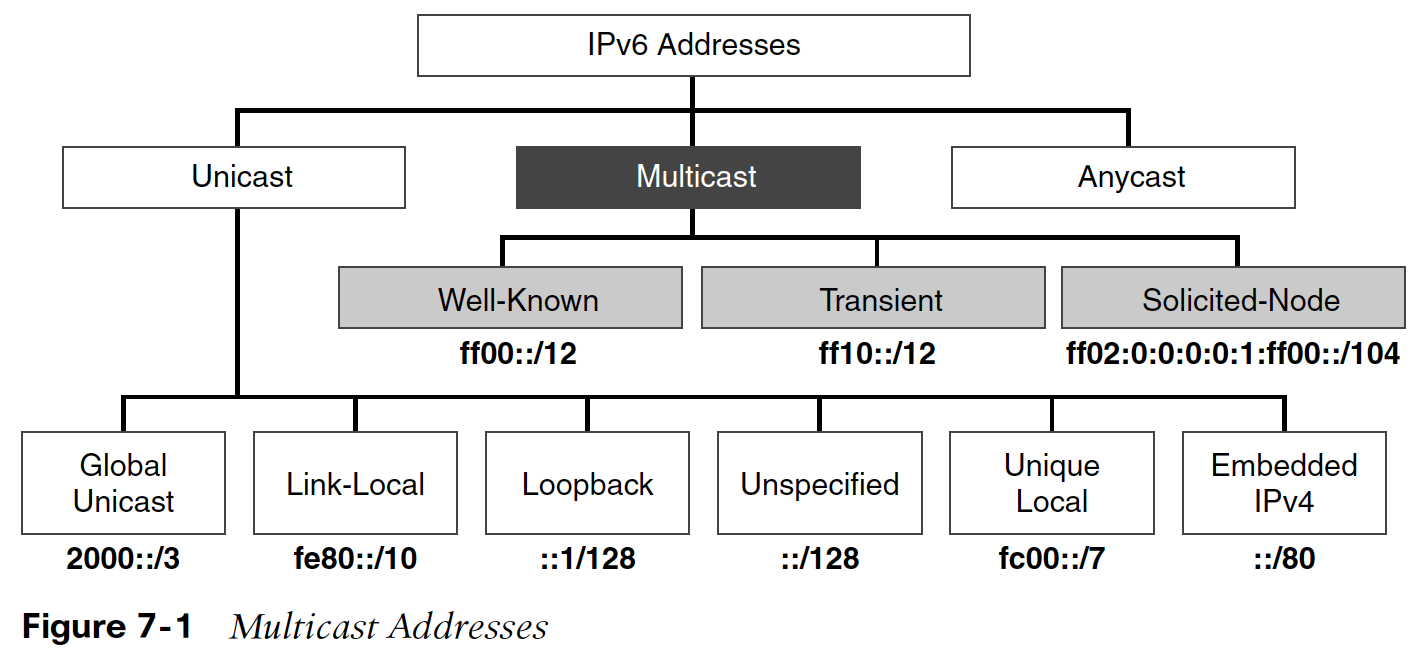 IPv6 Addresses
Unicast
Multicast
Anycast
Well-Known
Transient
Solicited-Node
ff00::/12
ff10::/12
ff02:0:0:0:0:1:ff00::/104
Global
Unicast
Link-Local
Loopback
Unspecified
Unique
Local
Embedded
IPv4
2000::/3
fe80::/10
::1/128
::/128
fc00::/7
::/80
Figure 7-1 Multicast Addresses